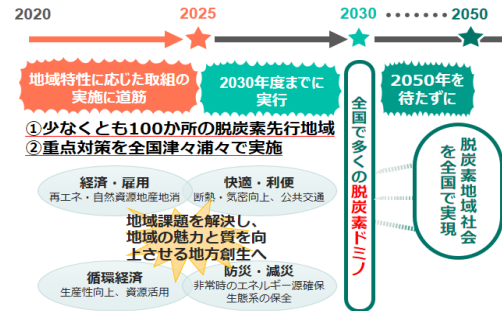 2020
2025
2030
2050
地域特性に応じた取組の
実施に道筋
2030年度までに
実行
2050年を
待たずに
①少なくとも100か所の脱炭素先行地域
②重点対策を全国津々浦々で実施
経済・雇用
再エネ・自然資源地産地消
快適・利便
断熱・気密向上、公共交通
地域課題を解決し、
地域の魅力と質を向
上させる地方創生へ
循環経済
生産性向上、資源活用
防災・減災
非常時のエネルギー源確保
生態系の保全
全国で多くの脱炭素ドミノ
脱炭素地域社会
を全国で実現